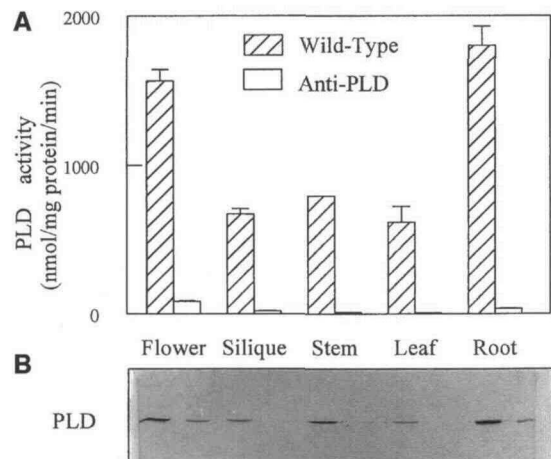 A
2000
Wild-Type
Anti-PLD
1000
0
PLD activity
(nmol/mg protein/min)
Flower Silique Stem Leaf Root
B
PLD